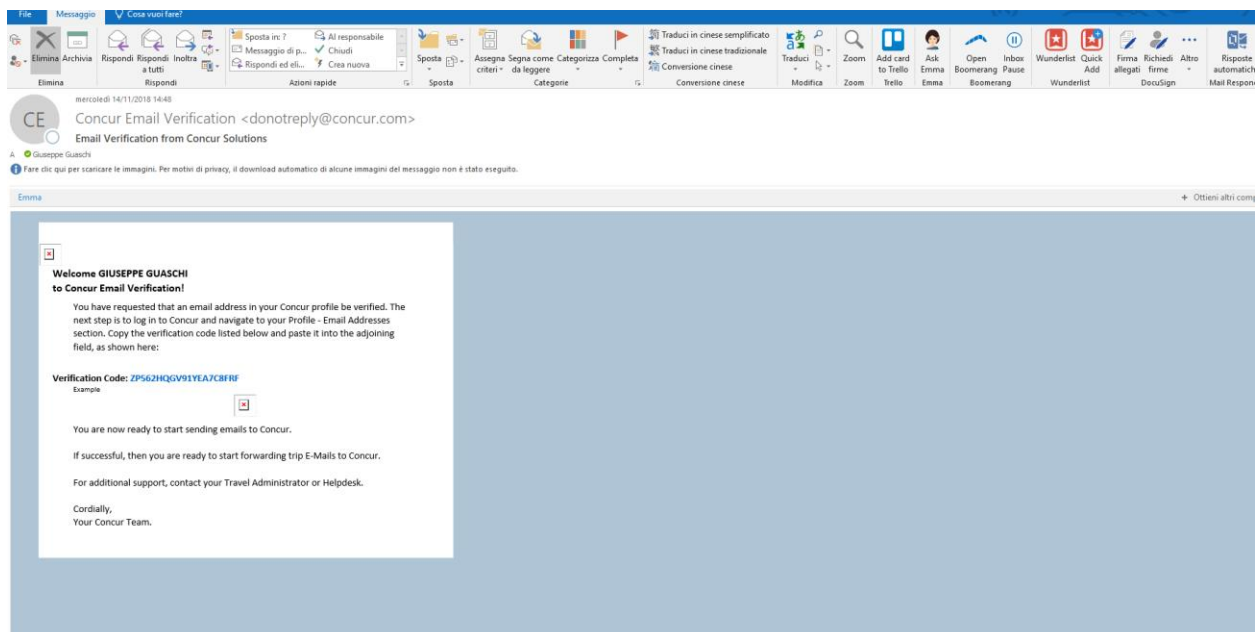 File Messaggio Cosa vuoi fare?
Elimina Archivia Rispondi Rispondi a tutti Inoltra
Sposta in: ? Al responsabile
Messaggio di p... Chiudi
Rispondi ed eli... Crea nuova
Sposta
Assegna criteri Segna come da leggere Categorizza Completa
Traduci in cinese semplificato
Traduci in cinese tradizionale
Conversione cinese
Traduci
Zoom
Add card to Trello
Ask Emma
Open Boomerang Inbox Pause
Wunderlist Quick Add
Firma allegati Richiedi firme Altro
Risposte
Elimina Rispondi Azioni rapide Sposta Categorie Conversione cinese Modifica Zoom Trello Emma Boomerang Wunderlist DocuSign
mercoledì 14/11/2018 14:48
CE
Concur Email Verification <donotreply@concur.com>
Email Verification from Concur Solutions
A Giuseppe Guaschi
Fare clic qui per scaricare le immagini. Per motivi di privacy, il download automatico di alcune immagini del messaggio non è stato eseguito.
Emma + Ottieni altri
Welcome GIUSEPPE GUASCHI
to Concur Email Verification!
You have requested that an email address in your Concur profile be verified. The
next step is to log in to Concur and navigate to your Profile - Email Addresses
section. Copy the verification code listed below and paste it into the adjoining
field, as shown here:
Verification Code: ZP562HQGV91YEA7C8FRF
Example
You are now ready to start sending emails to Concur.
If successful, then you are ready to start forwarding trip E-Mails to Concur.
For additional support, contact your Travel Administrator or Helpdesk.
Cordially,
Your Concur Team.